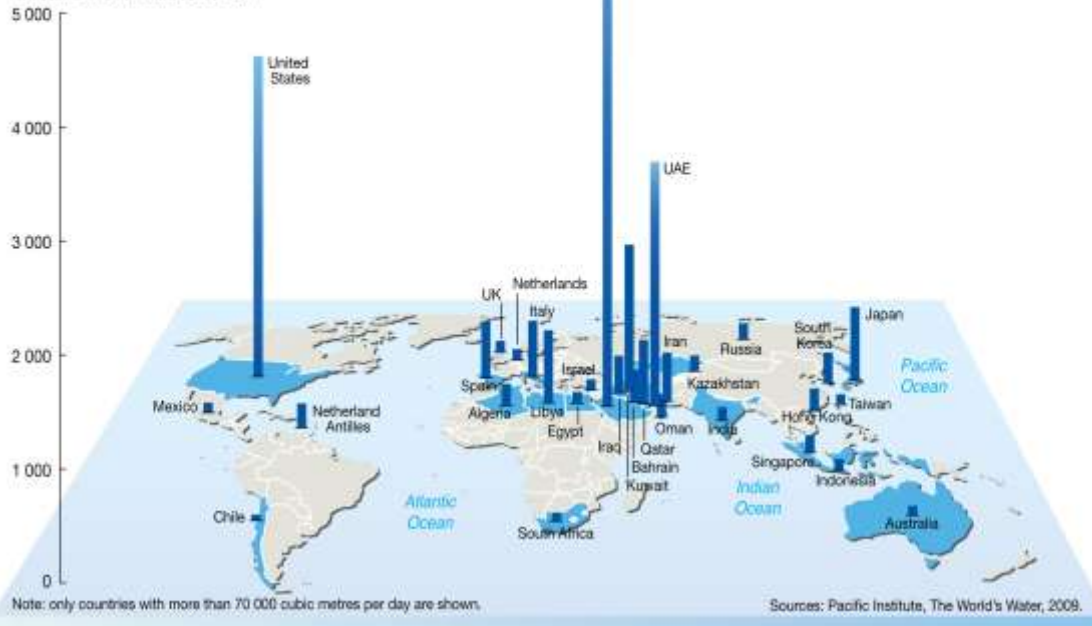 5 000
United
States
4 000
UAE
3 000
Netherlands
UK
Italy
Japan
South
Korea
Iran
Russia
2 000
Pacific
Ocean
Israel
Spain
Kazakhstan
Mexico
Netherland
Antilles
Algeria
Libya
Taiwan
Hong Kong
Egypt
Oman
India
Iraq
Qatar
Bahrain
Kuwait
Singapore
Indonesia
1 000
Atlantic
Ocean
Indian
Ocean
Chile
South Africa
Australia
0
Note: only countries with more than 70 000 cubic metres per day are shown.
Sources: Pacific Institute, The World's Water, 2009.